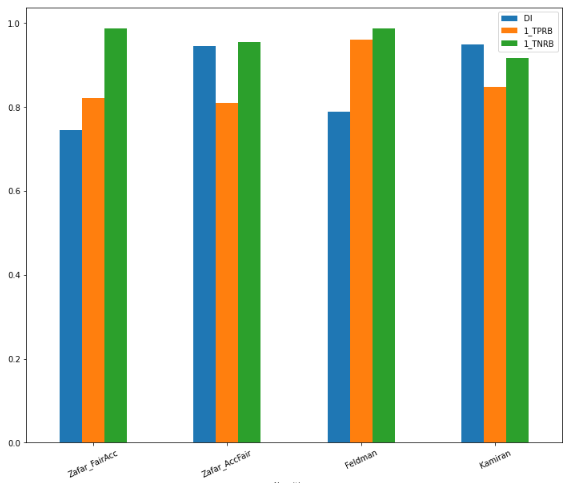 DI
1_TPRB
1_TNRB
1.0
0.8
0.6
0.4
0.2
0.0
Zafar_FairAcc
Zafar_AccFair
Feldman
Kamiran